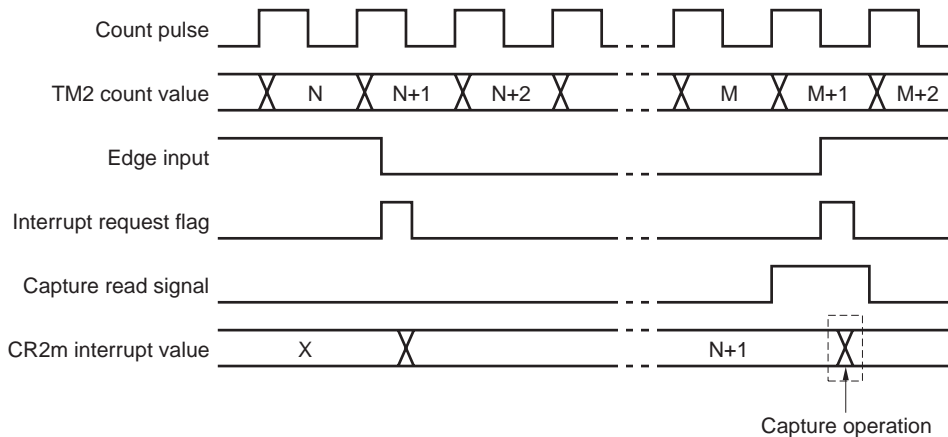 Count pulse
TM2 count value N N+1 N+2 M M+1 M+2
Edge input
Interrupt request flag
Capture read signal
CR2m interrupt value X N+1
Capture operation